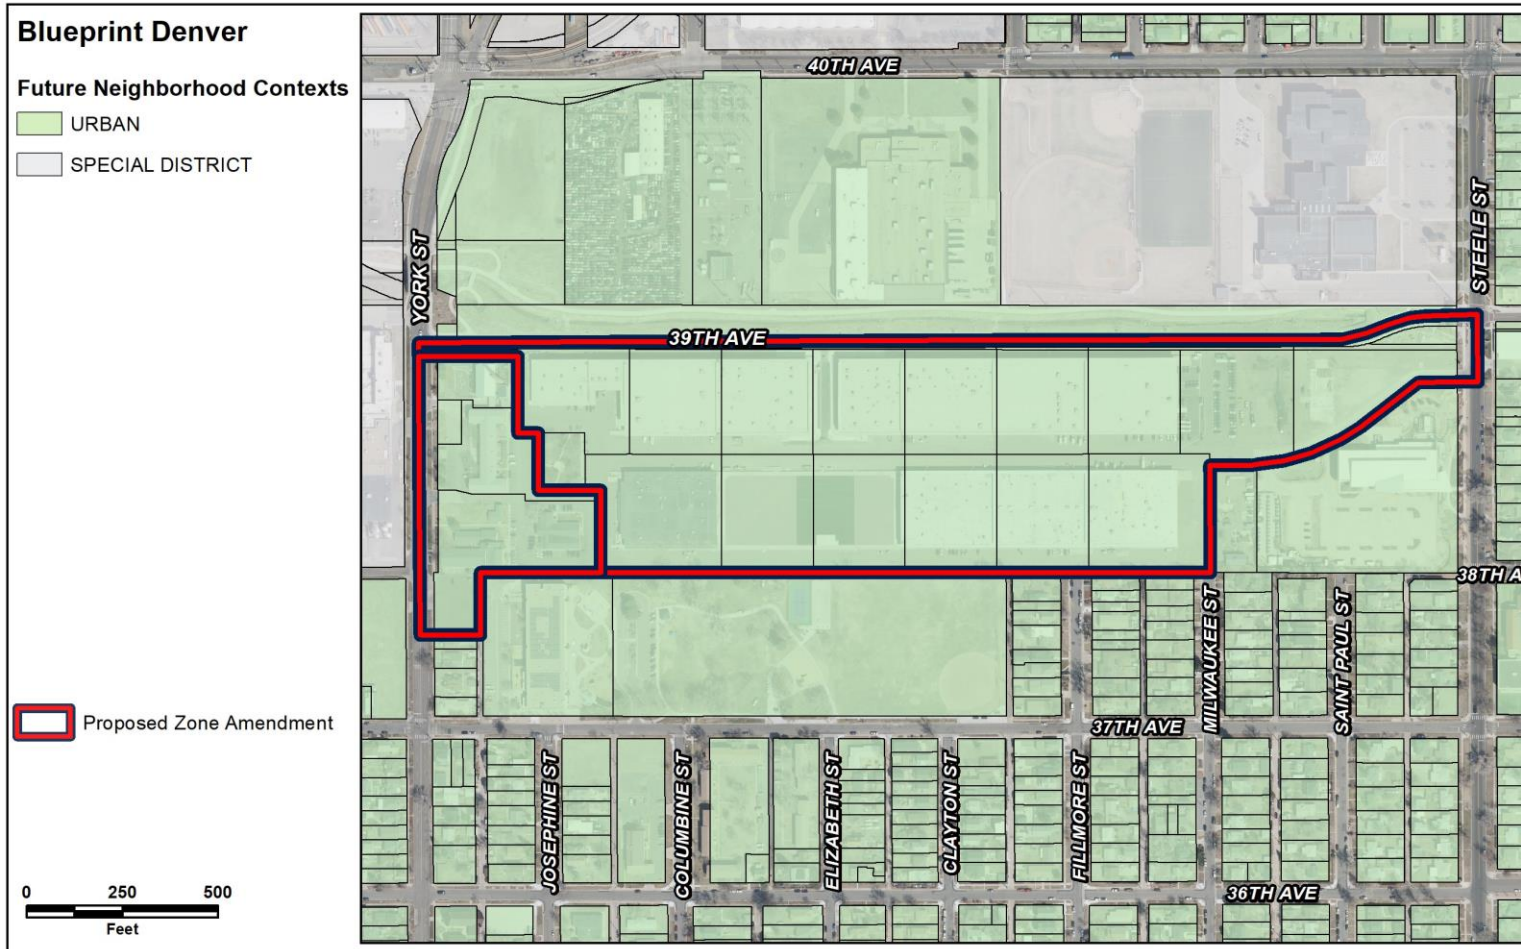 Blueprint Denver
Future Neighborhood Contexts
URBAN
SPECIAL DISTRICT
Proposed Zone Amendment
0 250 500
Feet
40TH AVE
YORK ST
STEELE ST
39TH AVE
38TH A
MILWAUKEE ST
SAINT PAUL ST
37TH AVE
JOSEPHINE ST
COLUMBINE ST
ELIZABETH ST
CLAYTON ST
FILLMORE ST
36TH AVE